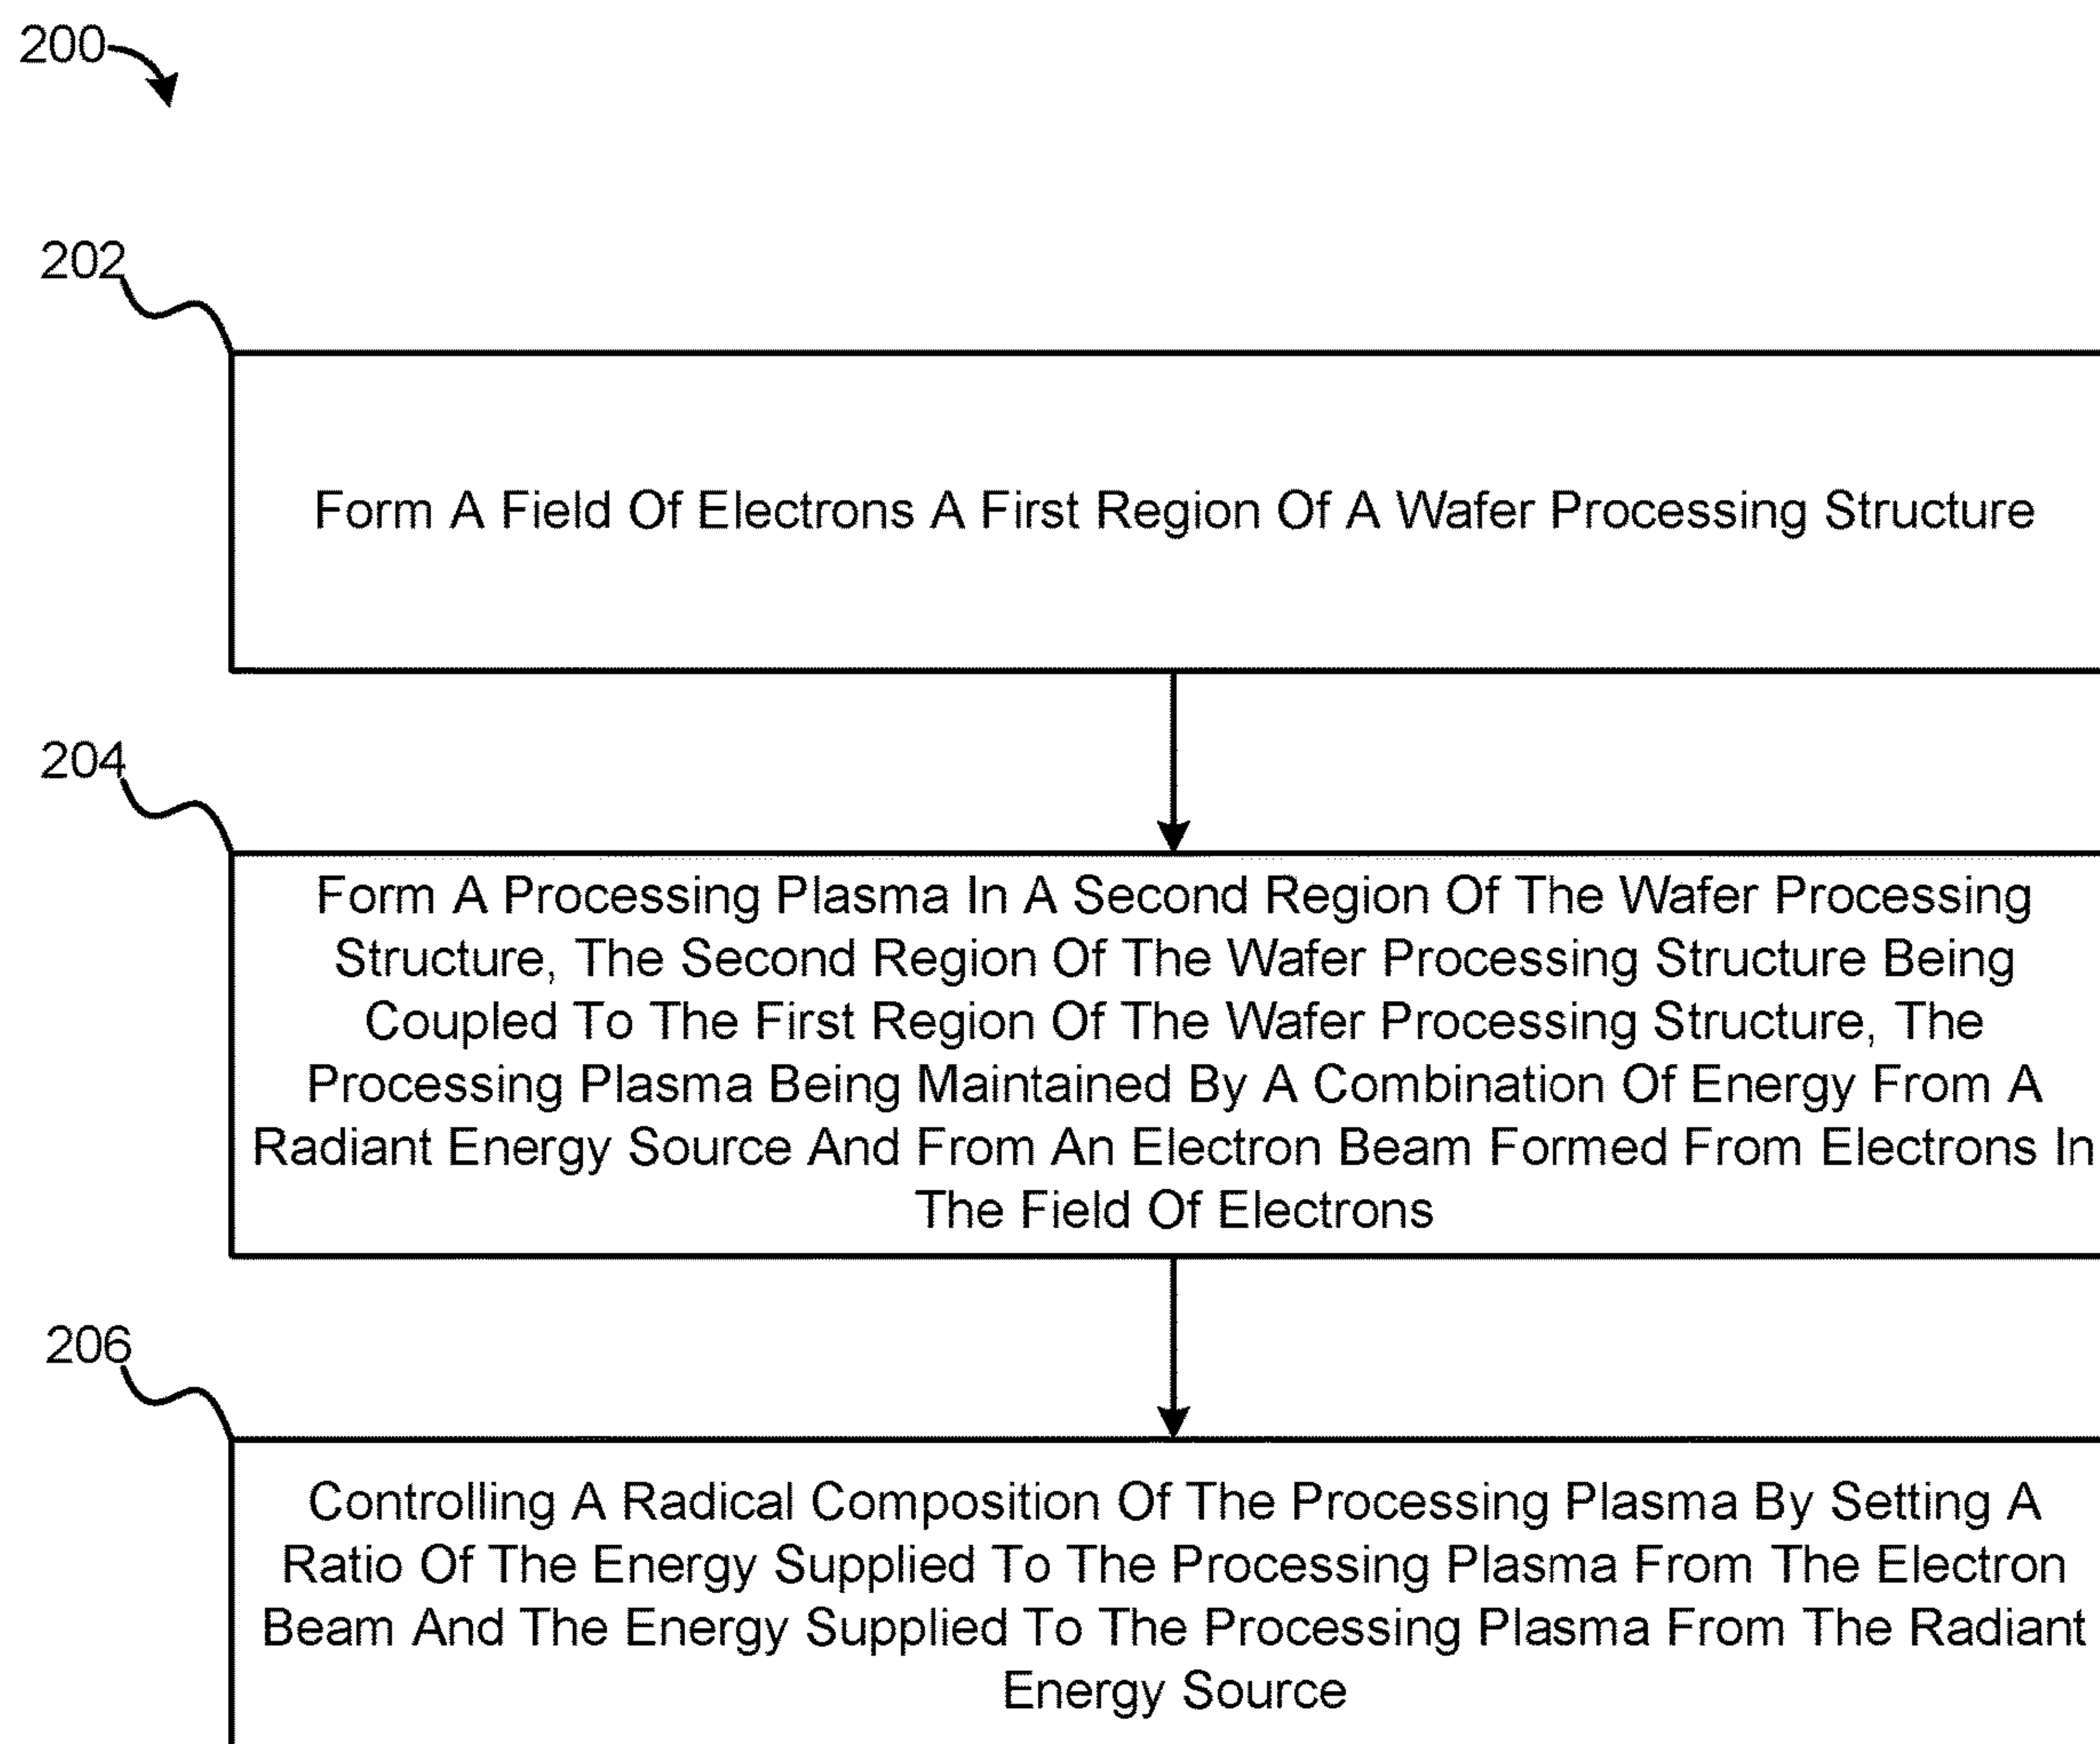 200
202
Form A Field Of Electrons A First Region Of A Wafer Processing Structure
204
Form A Processing Plasma In A Second Region Of The Wafer Processing
Structure, The Second Region Of The Wafer Processing Structure Being
Coupled To The First Region Of The Wafer Processing Structure, The
Processing Plasma Being Maintained By A Combination Of Energy From A
Radiant Energy Source And From An Electron Beam Formed From Electrons In
The Field Of Electrons
206
Controlling A Radical Composition Of The Processing Plasma By Setting A
Ratio Of The Energy Supplied To The Processing Plasma From The Electron
Beam And The Energy Supplied To The Processing Plasma From The Radiant
Energy Source